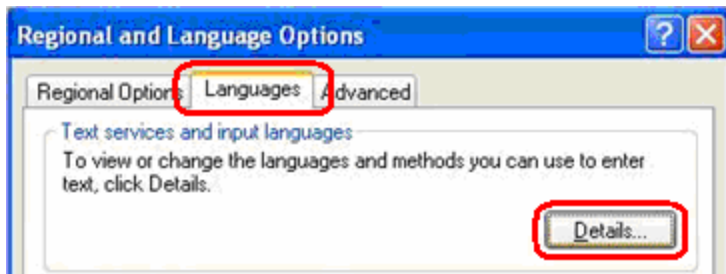 Regional and Language Options
Regional Options Languages Advanced
Text services and input languages
To view or change the languages and methods you can use to enter
text, click Details.
Details...